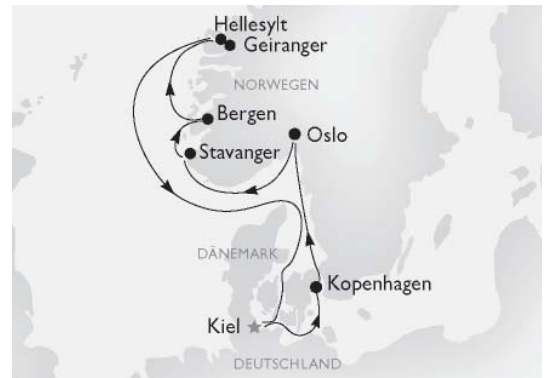 Hellesylt
Geiranger
NORWEGEN
Bergen
Oslo
Stavanger
DÄNEMARK
Kopenhagen
Kiel
DEUTSCHLAND